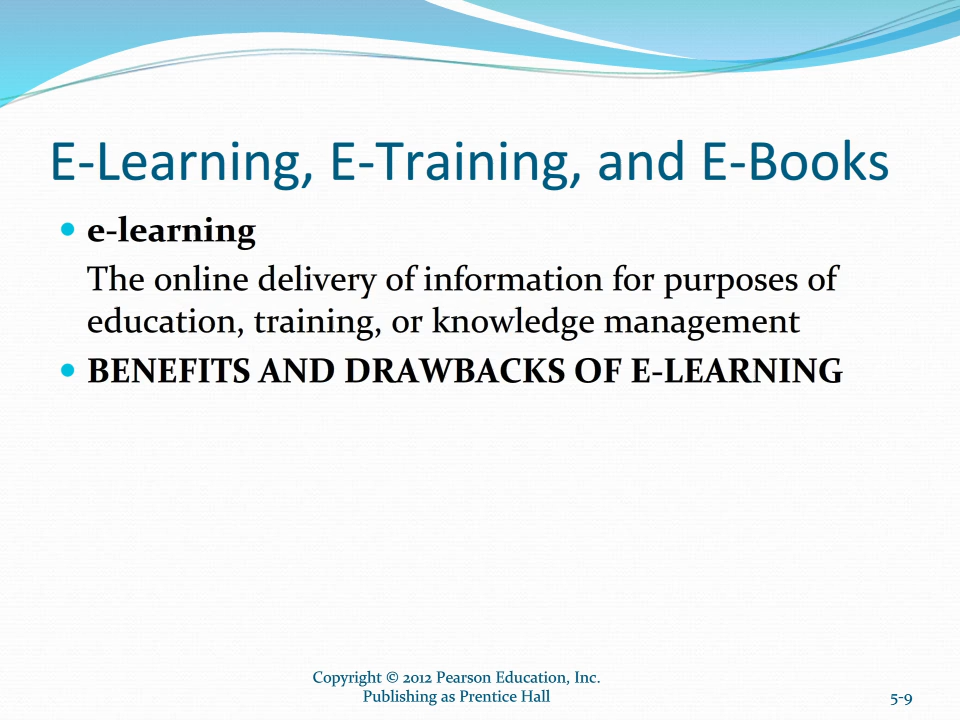 E-Learning, E-Training, and E-Books
• e-learning
The online delivery of information for purposes of
education, training, or knowledge management
• BENEFITS AND DRAWBACKS OF E-LEARNING
Copyright © 2012 Pearson Education, Inc.
Publishing as Prentice Hall
5-9